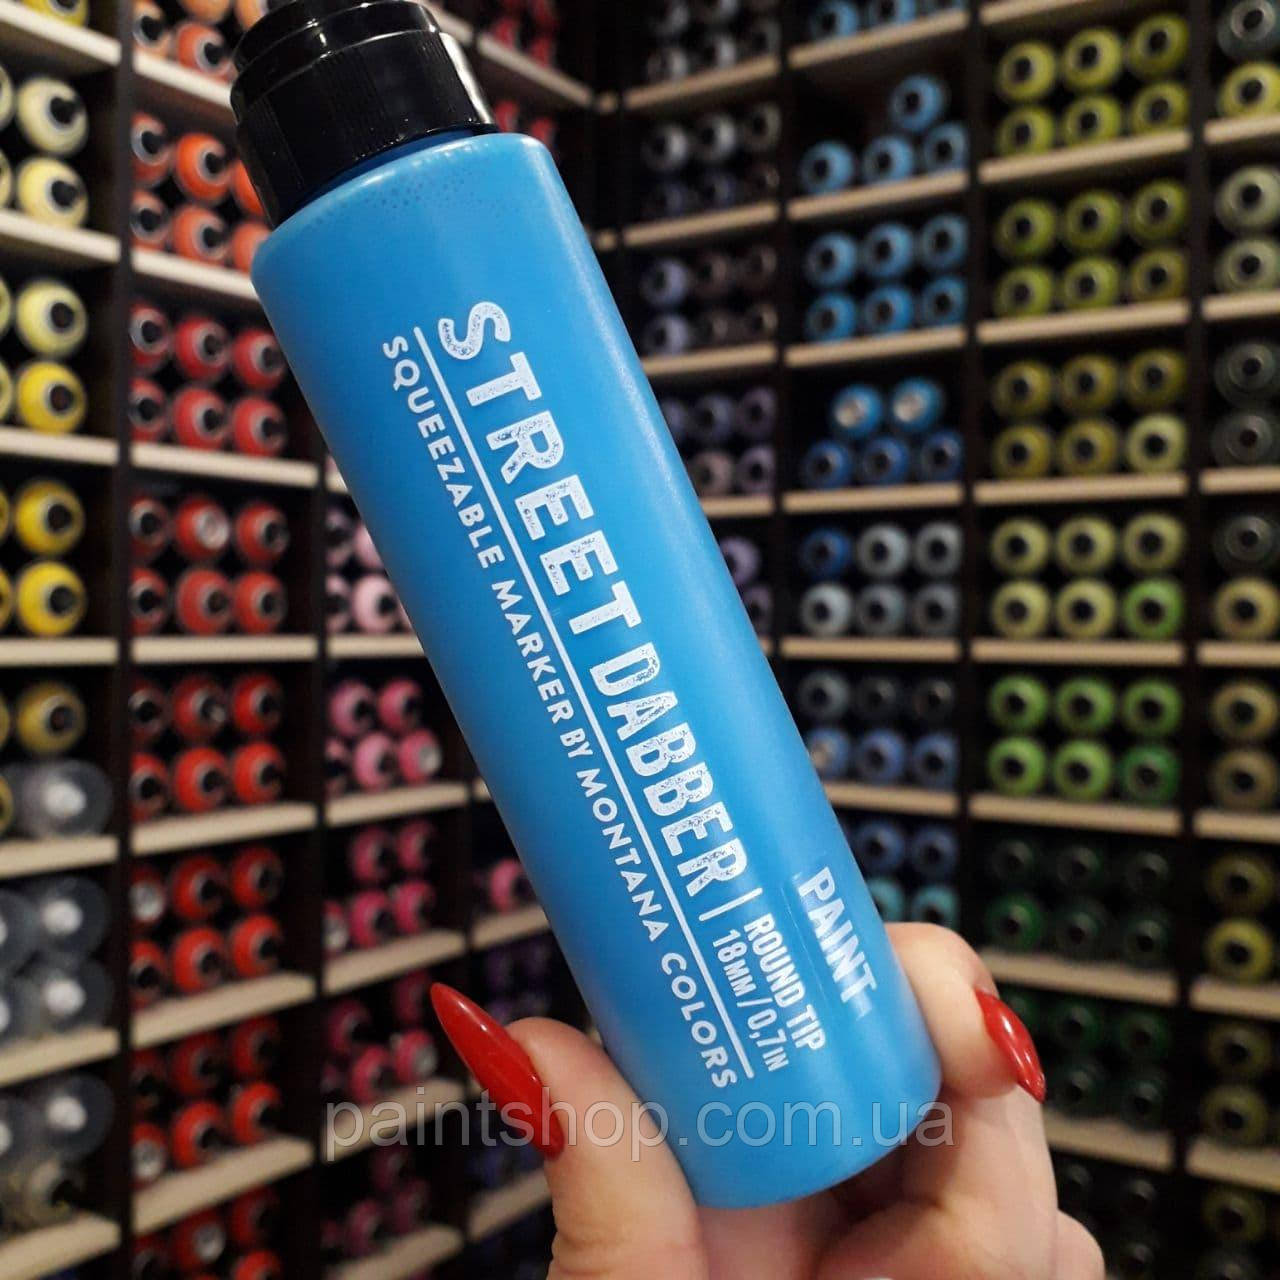 STREET DABBER | ROUND TIP
18MM/0,7IN
SQUEEZABLE MARKER BY MONTANA COLORS
PAINT
paintshop.com.ua